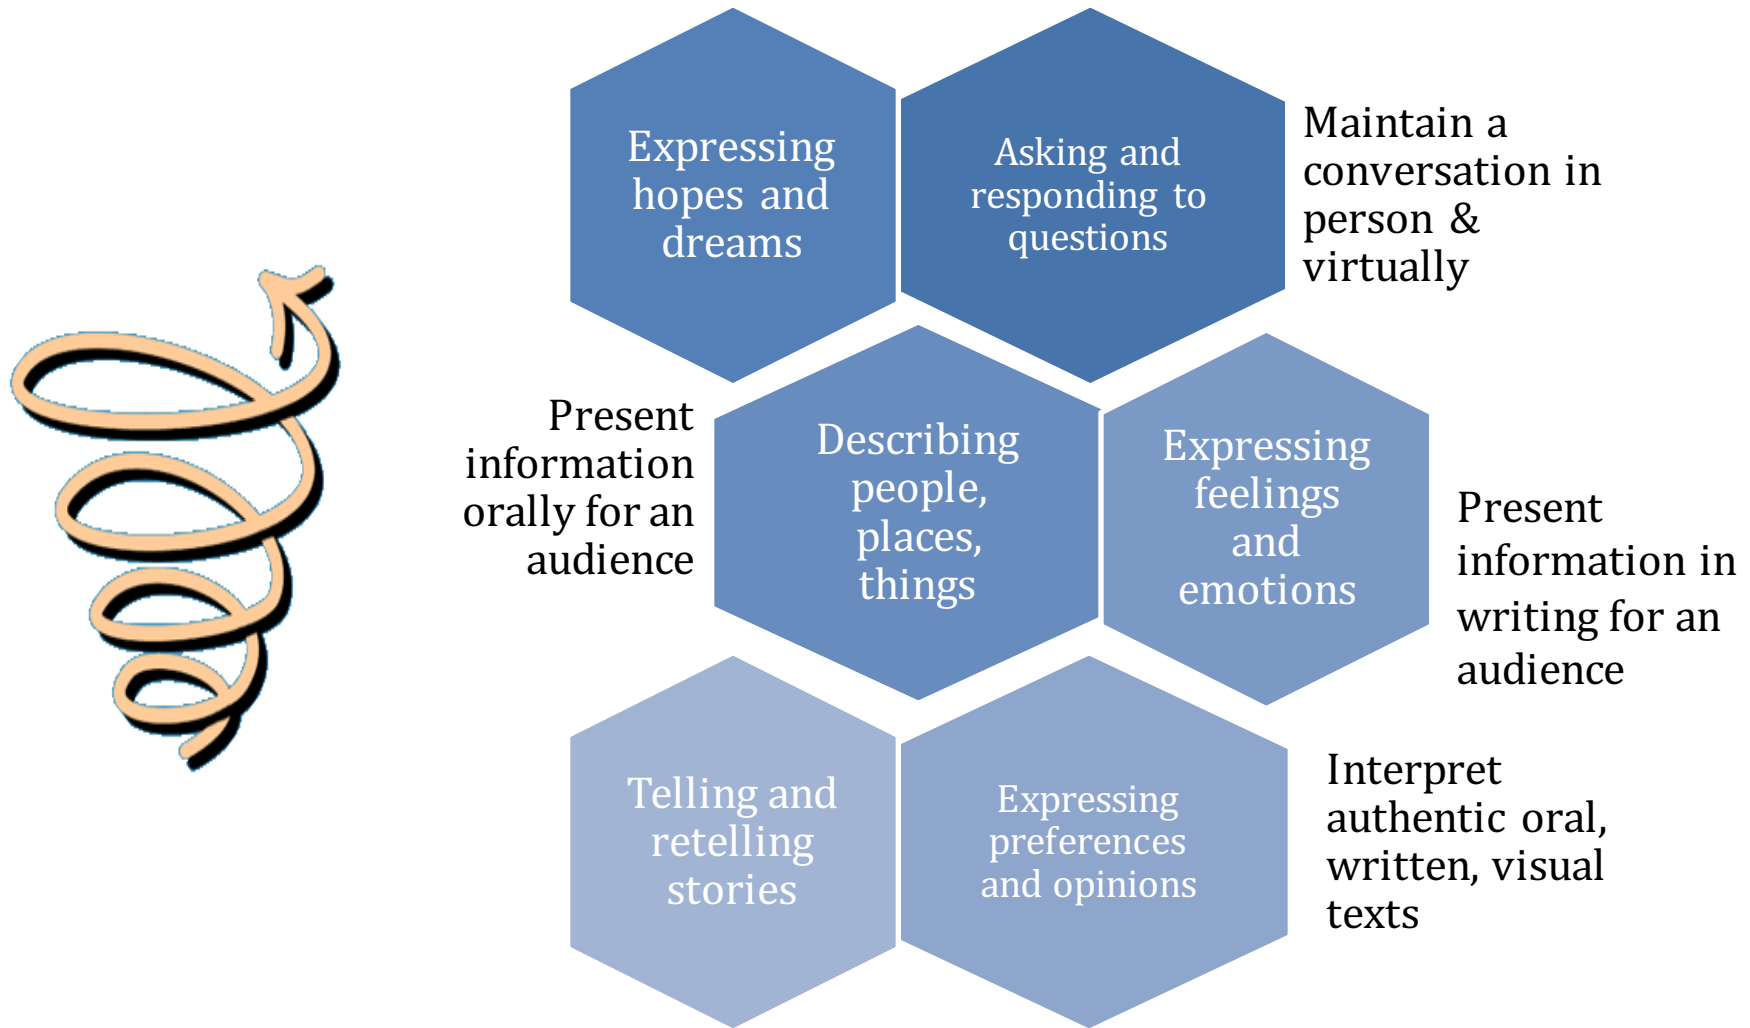 Expressing
hopes and
dreams
Asking and
responding to
questions
Maintain a
conversation in
person &
virtually
Present
information
orally for an
audience
Describing
people,
places,
things
Expressing
feelings
and
emotions
Present
information in
writing for an
audience
Telling and
retelling
stories
Expressing
preferences
and opinions
Interpret
authentic oral,
written, visual
texts